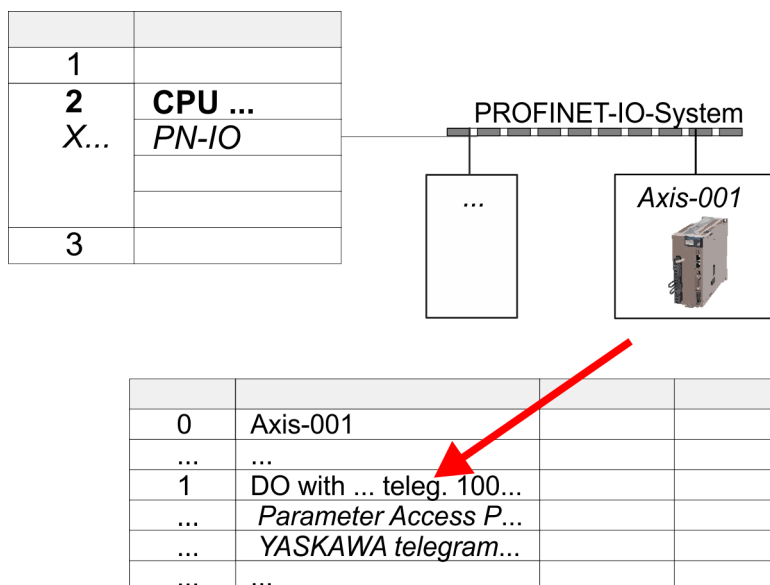 1
2 CPU ...
X... PN-IO
3
PROFINET-IO-System
...
Axis-001
0 Axis-001
... ...
1 DO with ... teleg. 100...
... Parameter Access P...
... YASKAWA telegram...
... ...